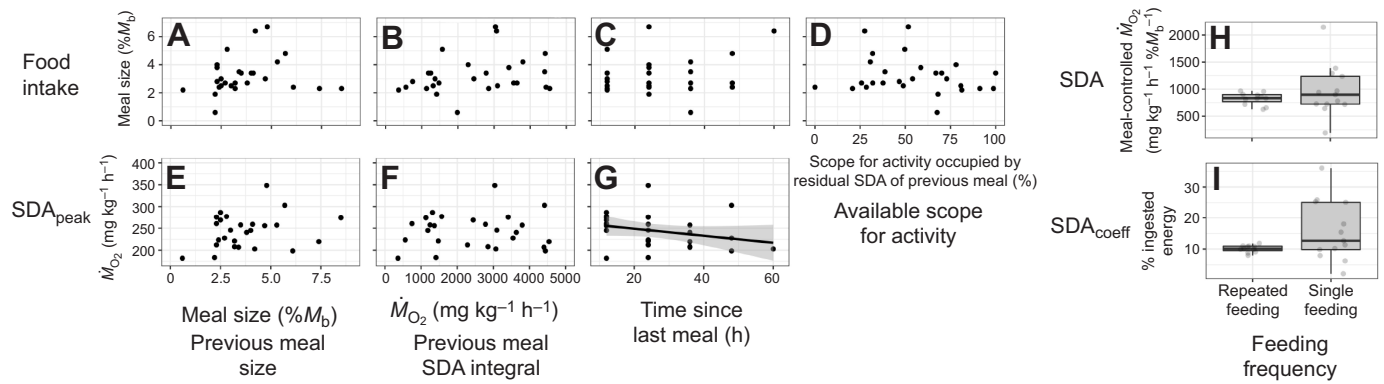 Food
intake
Meal size (%Mb)
6
4
2
0
A
B
C
D
0
25
50
75
100
Scope for activity occupied by
residual SDA of previous meal (%)
Available scope
for activity
SDApeak
ṀO2 (mg kg–1 h–1)
400
350
300
250
200
E
F
G
0
2.5
5.0
7.5
Meal size (%Mb)
Previous meal
size
0
1000
2000
3000
4000
5000
ṀO2 (mg kg–1 h–1)
Previous meal
SDA integral
20
40
60
Time since
last meal (h)
SDA
Meal-controlled ṀO2
(mg kg–1 h–1 %Mb–1)
2000
1500
1000
500
H
SDAcoeff
% ingested
energy
30
20
10
I
Repeated
feeding
Single
feeding
Feeding
frequency